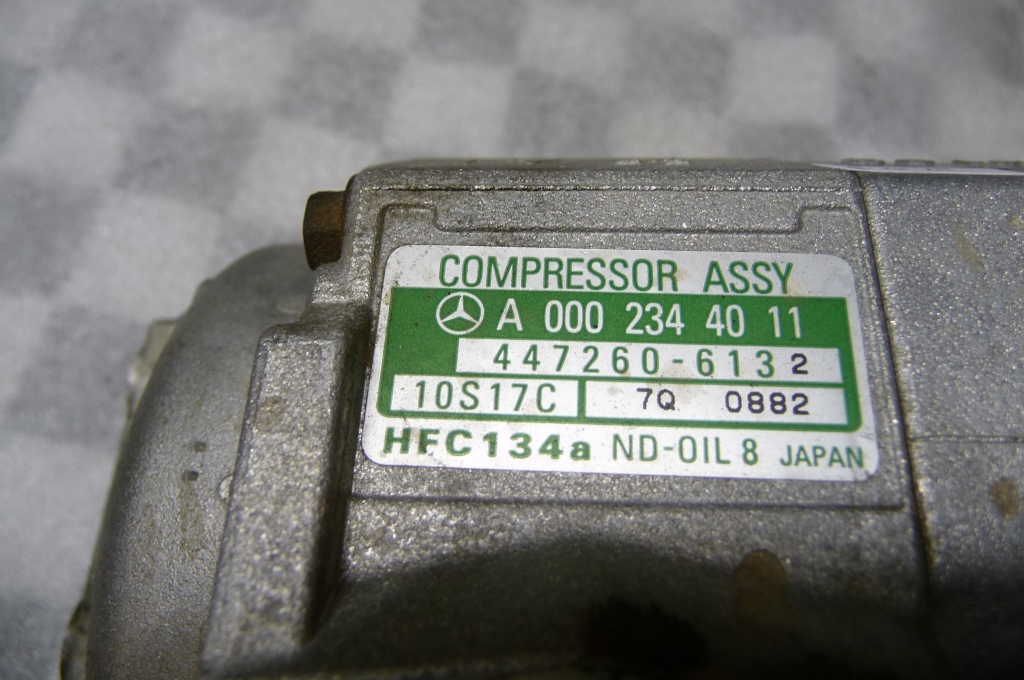 COMPRESSOR ASSY
A 000 234 40 11
447260-6132
10S17C 7Q 0882
HFC134a ND-OIL 8 JAPAN